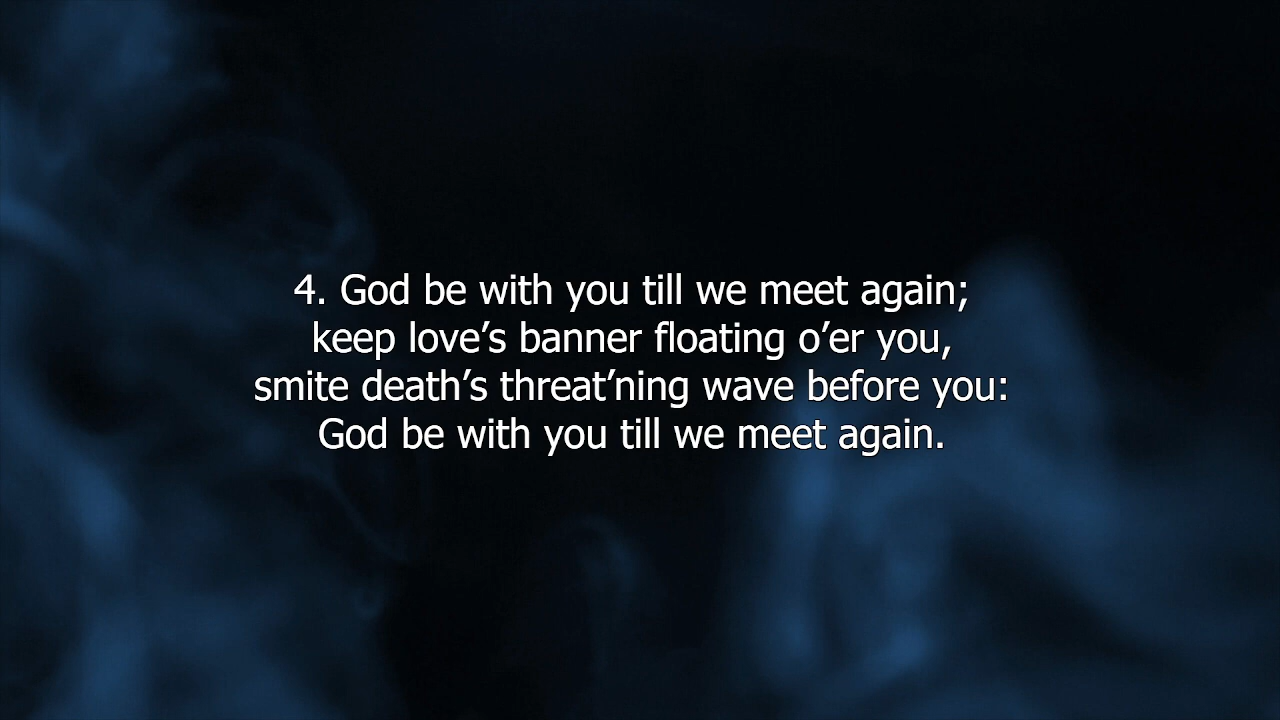 4. God be with you till we meet again;
keep love’s banner floating o’er you,
smite death’s threat’ning wave before you:
God be with you till we meet again.